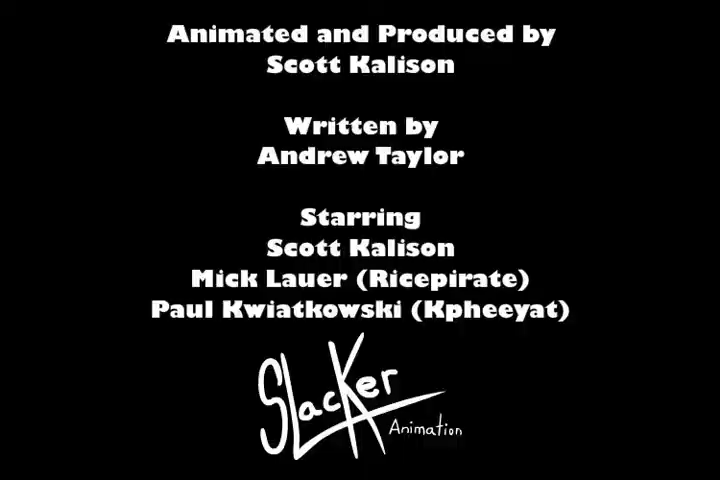 Animated and Produced by
Scott Kalison
Written by
Andrew Taylor
Starring
Scott Kalison
Mick Lauer (Ricepirate)
Paul Kwiatkowski (Kpheeyat)
Slacker
Animation